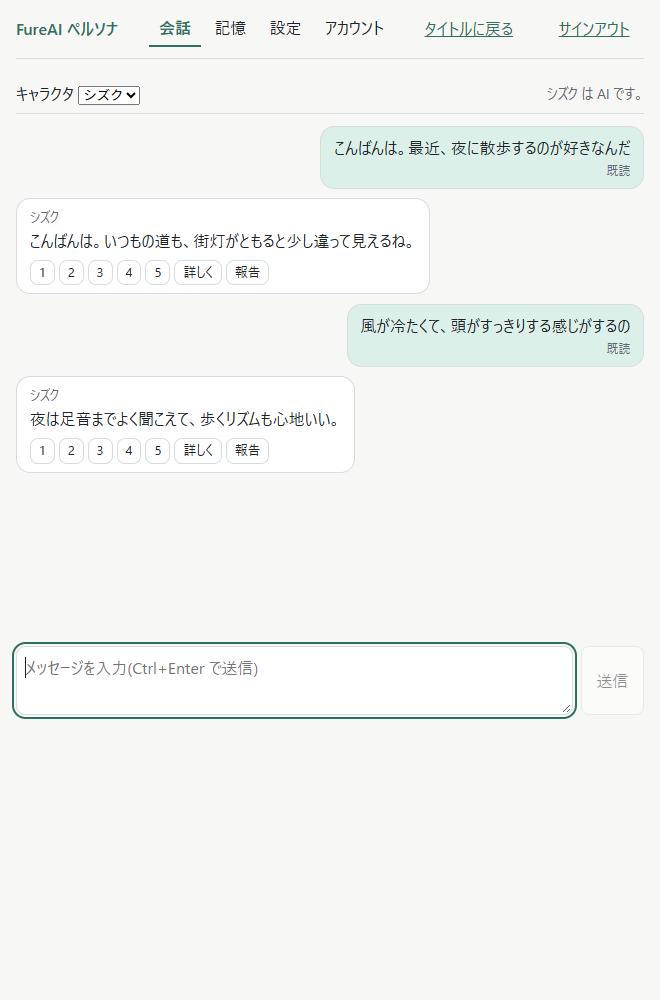 FureAI ペルソナ 会話 記憶 設定 アカウント タイトルに戻る サインアウト
キャラクタ シズク シズク は AI です。
こんばんは。最近、夜に散歩するのが好きなんだ
既読
シズク
こんばんは。いつもの道も、街灯がともると少し違って見えるね。
1 2 3 4 5 詳しく 報告
風が冷たくて、頭がすっきりする感じがするの
既読
シズク
夜は足音までよく聞こえて、歩くリズムも心地いい。
1 2 3 4 5 詳しく 報告
メッセージを入力(Ctrl+Enter で送信) 送信